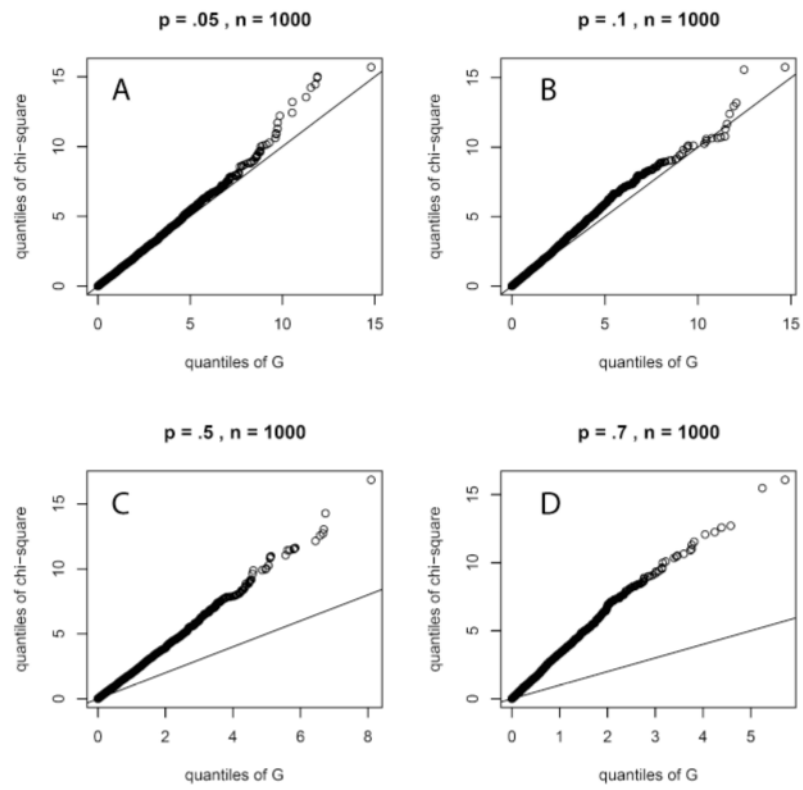 p = .05 , n = 1000
A
quantiles of chi−square
15
10
5
0
0 5 10 15
quantiles of G
p = .1 , n = 1000
B
quantiles of chi−square
15
10
5
0
0 5 10 15
quantiles of G
p = .5 , n = 1000
C
quantiles of chi−square
15
10
5
0
0 2 4 6 8
quantiles of G
p = .7 , n = 1000
D
quantiles of chi−square
15
10
5
0
0 1 2 3 4 5
quantiles of G